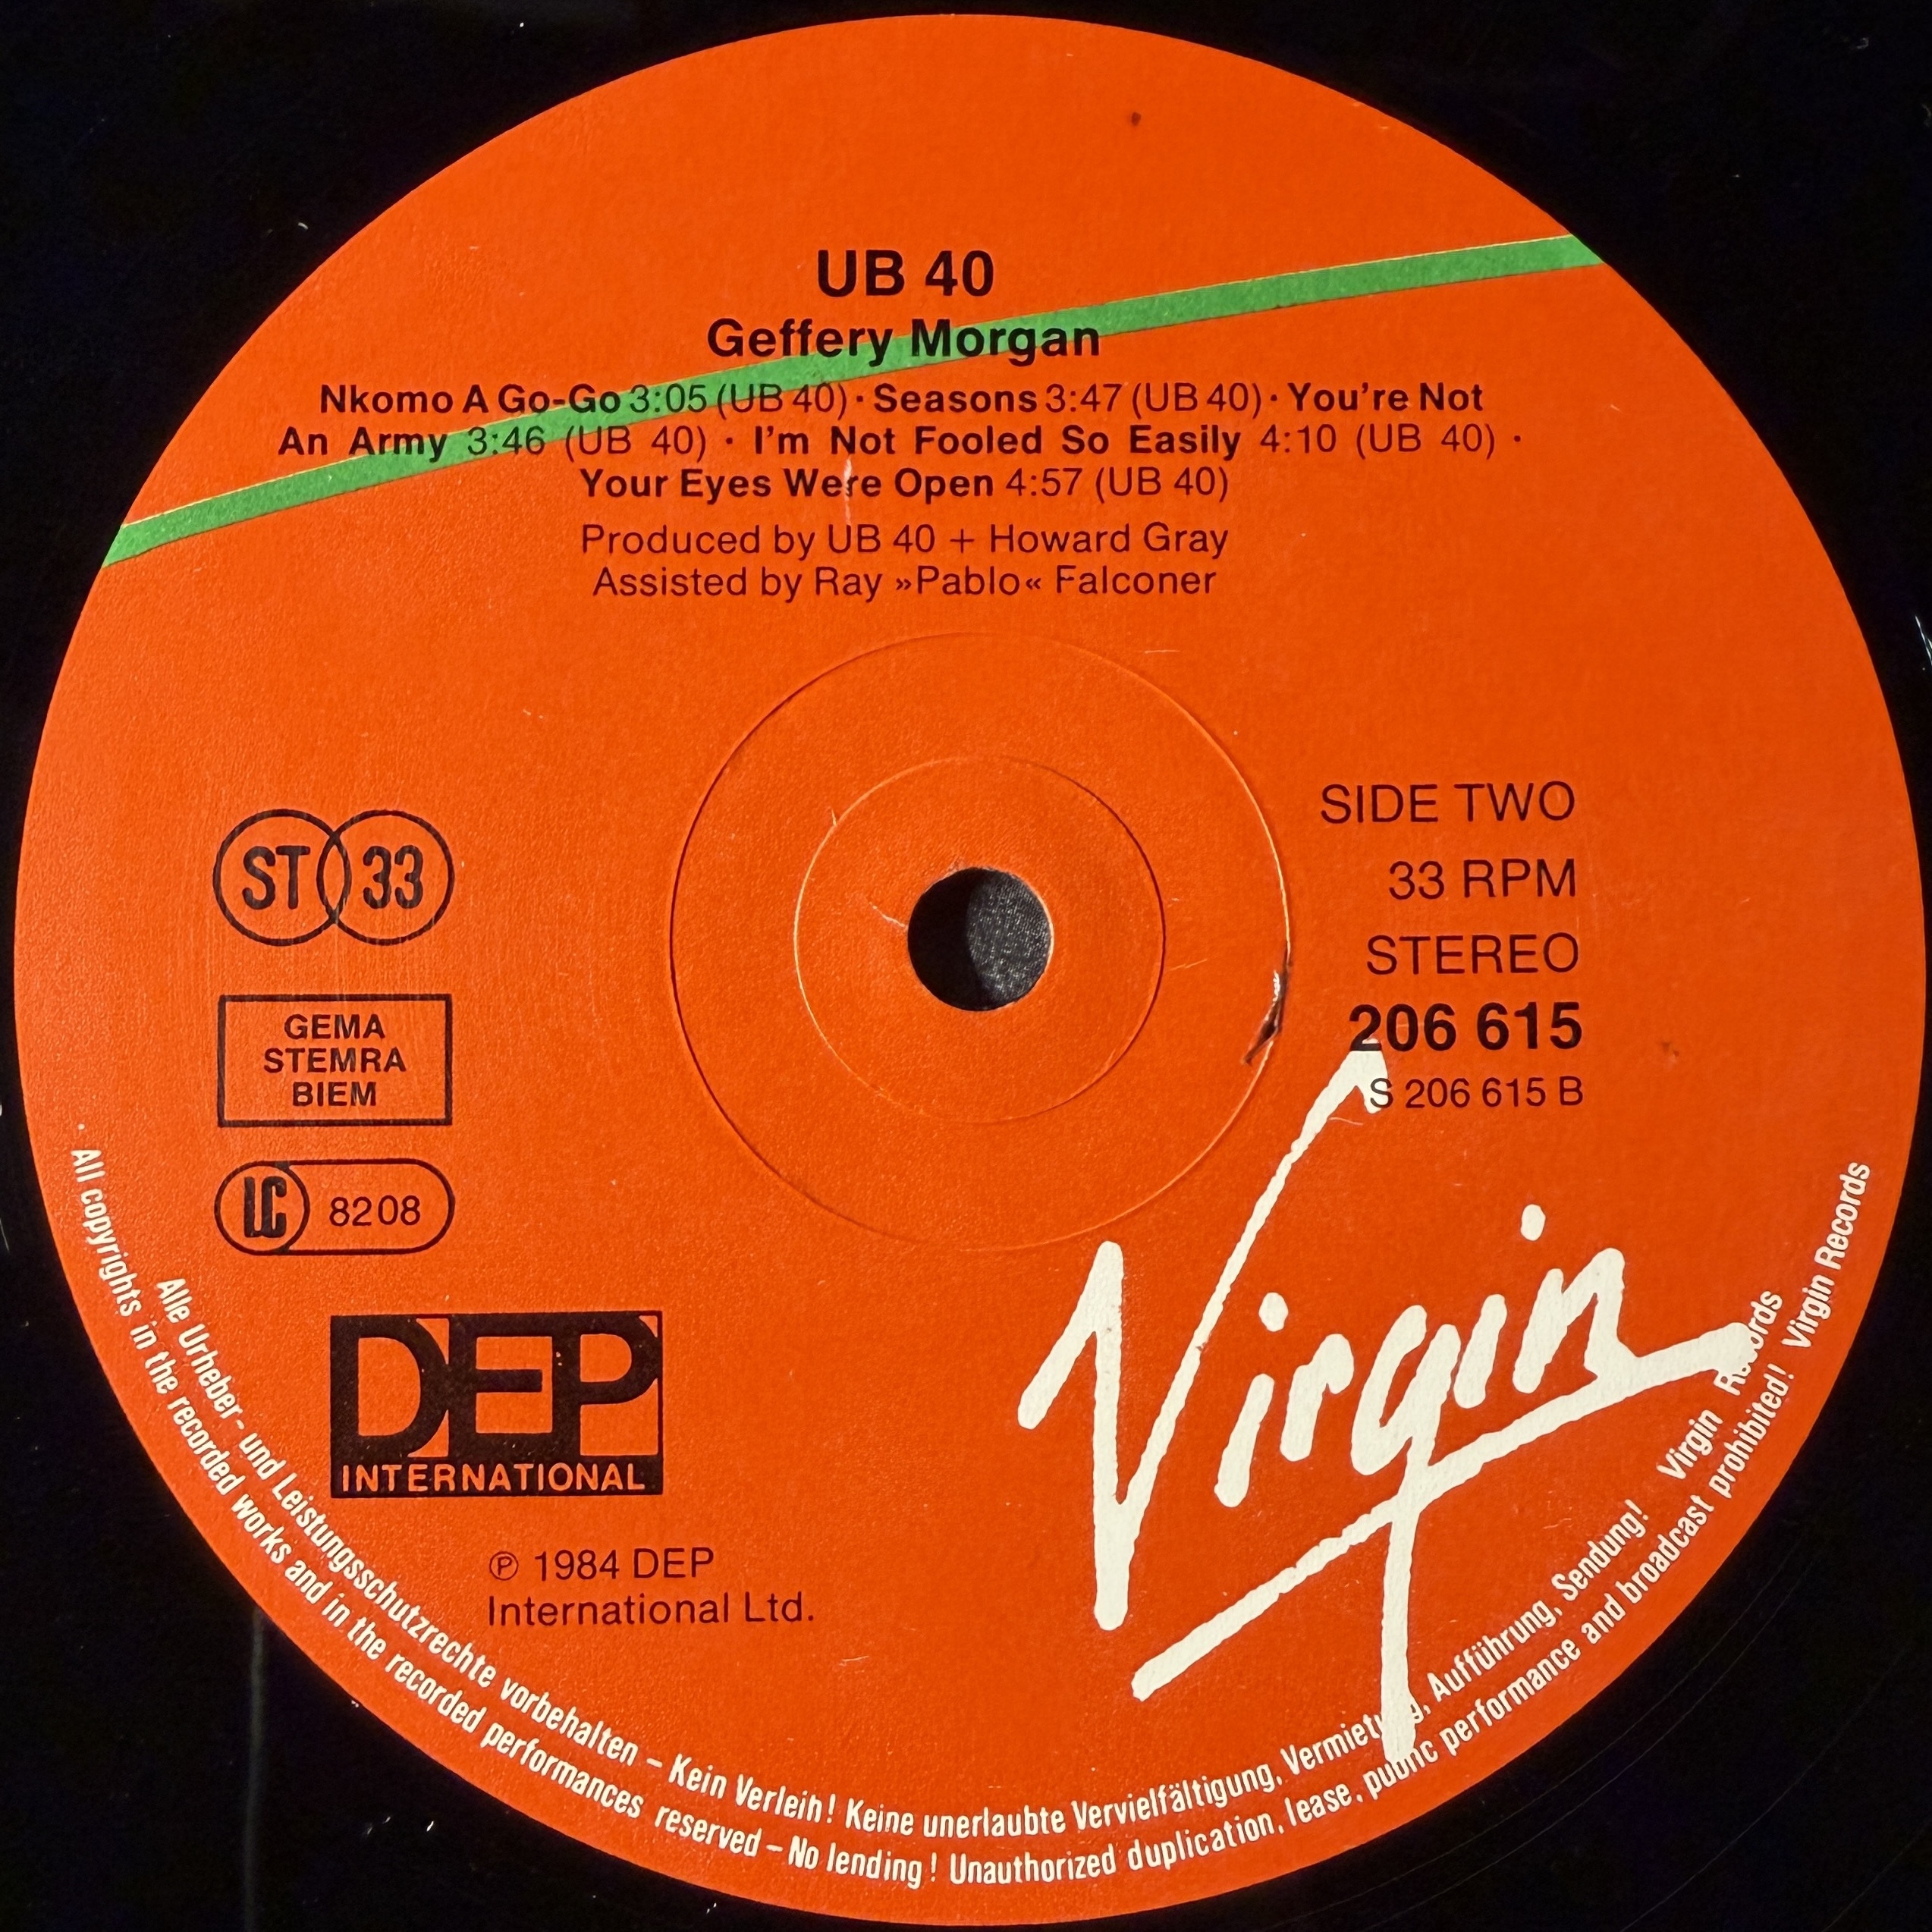 UB 40
Geffery Morgan
Nkomo A Go-Go 3:05 (UB 40) · Seasons 3:47 (UB 40) · You're Not
An Army 3:46 (UB 40) · I'm Not Fooled So Easily 4:10 (UB 40) ·
Your Eyes Were Open 4:57 (UB 40)
Produced by UB 40 + Howard Gray
Assisted by Ray »Pablo« Falconer
ST 33
GEMA
STEMRA
BIEM
LC 8208
SIDE TWO
33 RPM
STEREO
206 615
S 206 615 B
DEP
INTERNATIONAL
Virgin
℗ 1984 DEP
International Ltd.
Alle Urheber- und Leistungsschutzrechte vorbehalten – Kein Verleih! Keine unerlaubte Vervielfältigung, Vermietung, Aufführung, Sendung! Virgin Records
All copyrights in the recorded works and in the recorded performances reserved – No lending! Unauthorized duplication, lease, public performance and broadcast prohibited! Virgin Records